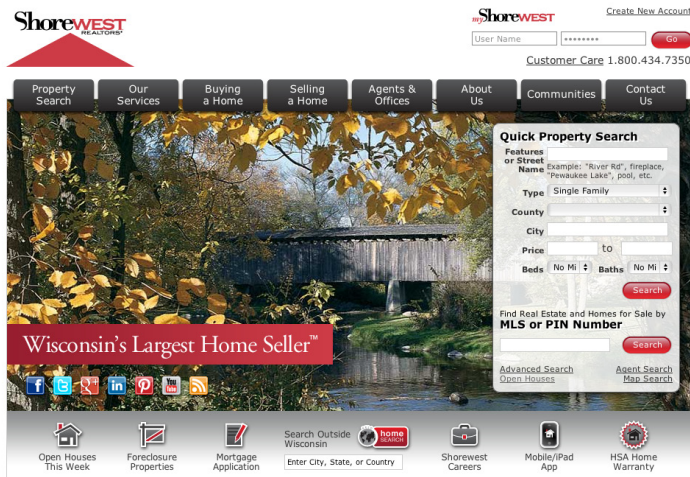 Shorewest
REALTORS®
myShorewest
Create New Account
User Name
••••••••
Go
Customer Care 1.800.434.7350
Property
Search
Our
Services
Buying
a Home
Selling
a Home
Agents &
Offices
About
Us
Communities
Contact
Us
Quick Property Search
Features
or Street
Name
Example: "River Rd", fireplace,
"Pewaukee Lake", pool, etc.
Type
Single Family
County
City
Price
to
Beds
No Mi
Baths
No Mi
Search
Find Real Estate and Homes for Sale by
MLS or PIN Number
Search
Advanced Search
Agent Search
Open Houses
Map Search
Wisconsin's Largest Home Seller™
f
t
g+
in
P
You
Tube
Open Houses
This Week
Foreclosure
Properties
Mortgage
Application
Search Outside
Wisconsin
home
SEARCH
Enter City, State, or Country
Shorewest
Careers
Mobile/iPad
App
HSA Home
Warranty